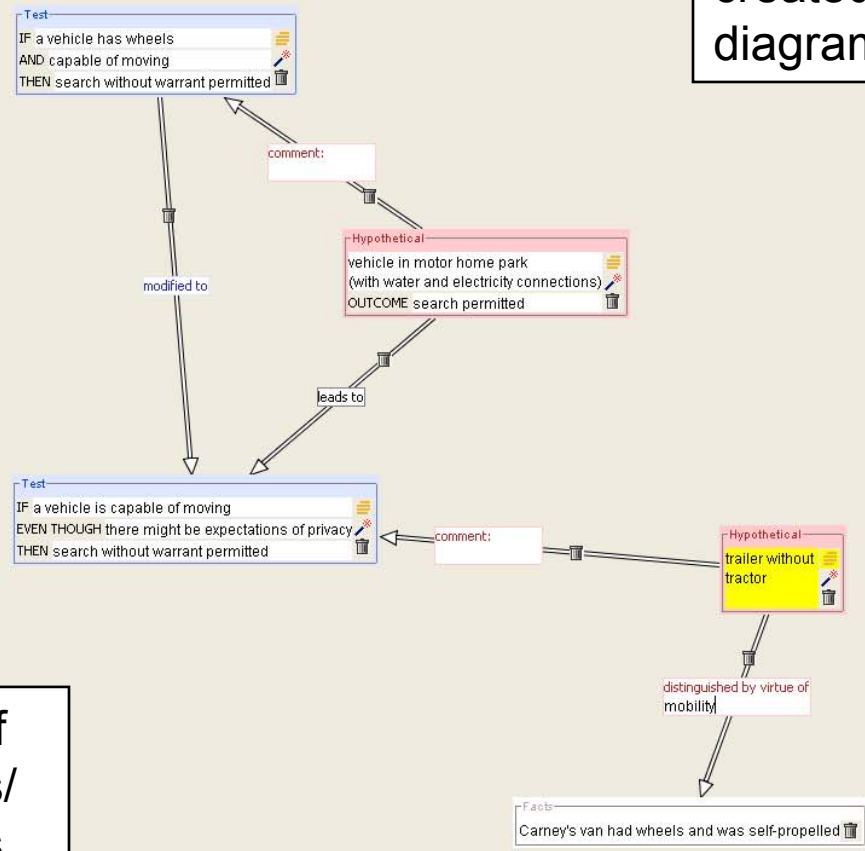 created
diagram
Test
IF a vehicle has wheels
AND capable of moving
THEN search without warrant permitted
comment:
Hypothetical
vehicle in motor home park
(with water and electricity connections)
OUTCOME search permitted
modified to
leads to
Test
IF a vehicle is capable of moving
EVEN THOUGH there might be expectations of privacy
THEN search without warrant permitted
comment:
Hypothetical
trailer without
tractor
distinguished by virtue of
mobility
Facts
Carney's van had wheels and was self-propelled